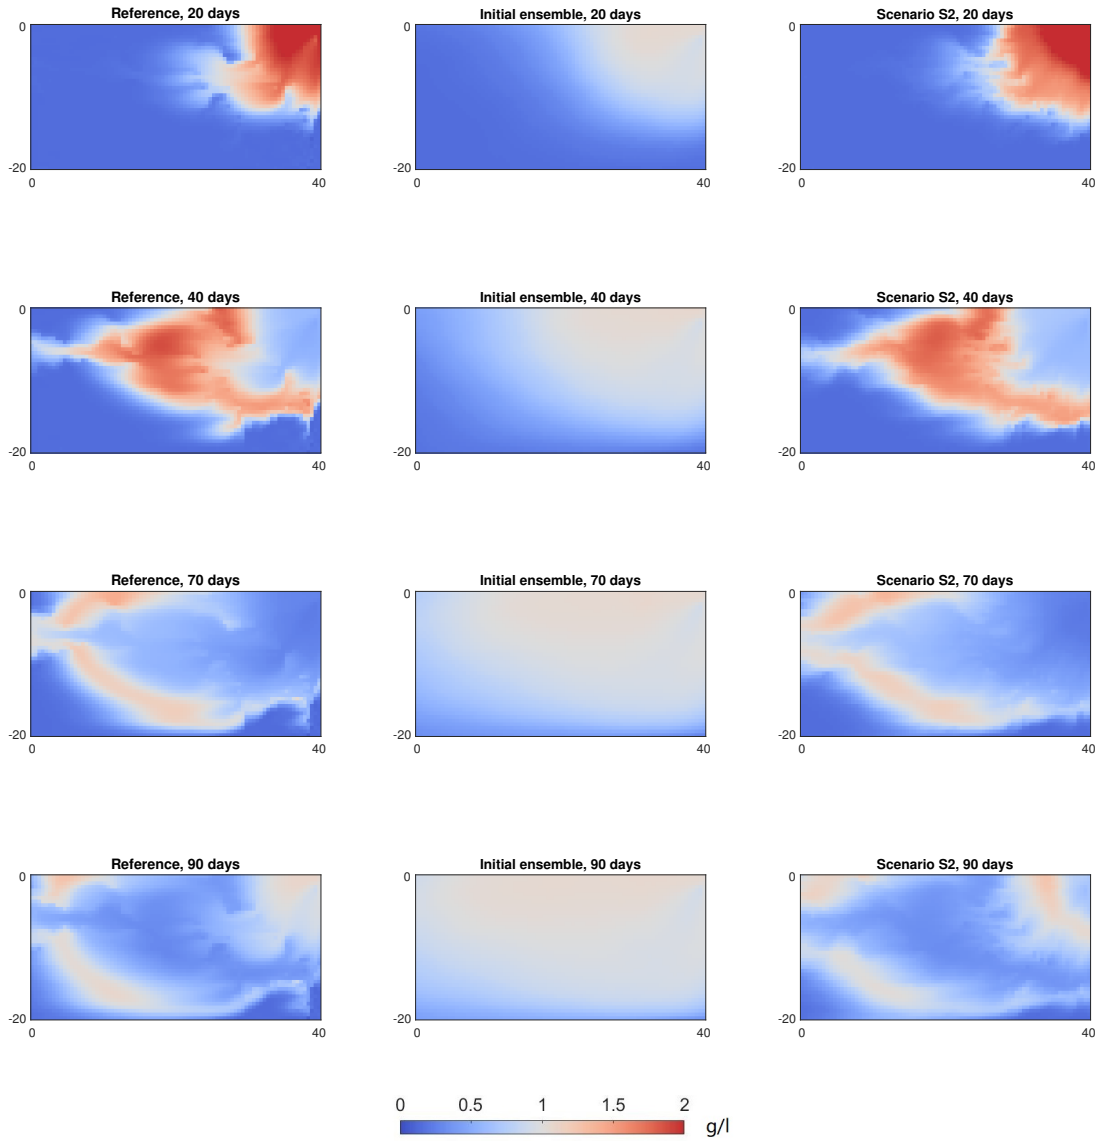 Reference, 20 days Initial ensemble, 20 days Scenario S2, 20 days
0 0 0
-20 -20 -20
0 40 0 40 0 40
Reference, 40 days Initial ensemble, 40 days Scenario S2, 40 days
0 0 0
-20 -20 -20
0 40 0 40 0 40
Reference, 70 days Initial ensemble, 70 days Scenario S2, 70 days
0 0 0
-20 -20 -20
0 40 0 40 0 40
Reference, 90 days Initial ensemble, 90 days Scenario S2, 90 days
0 0 0
-20 -20 -20
0 40 0 40 0 40
0 0.5 1 1.5 2
g/l